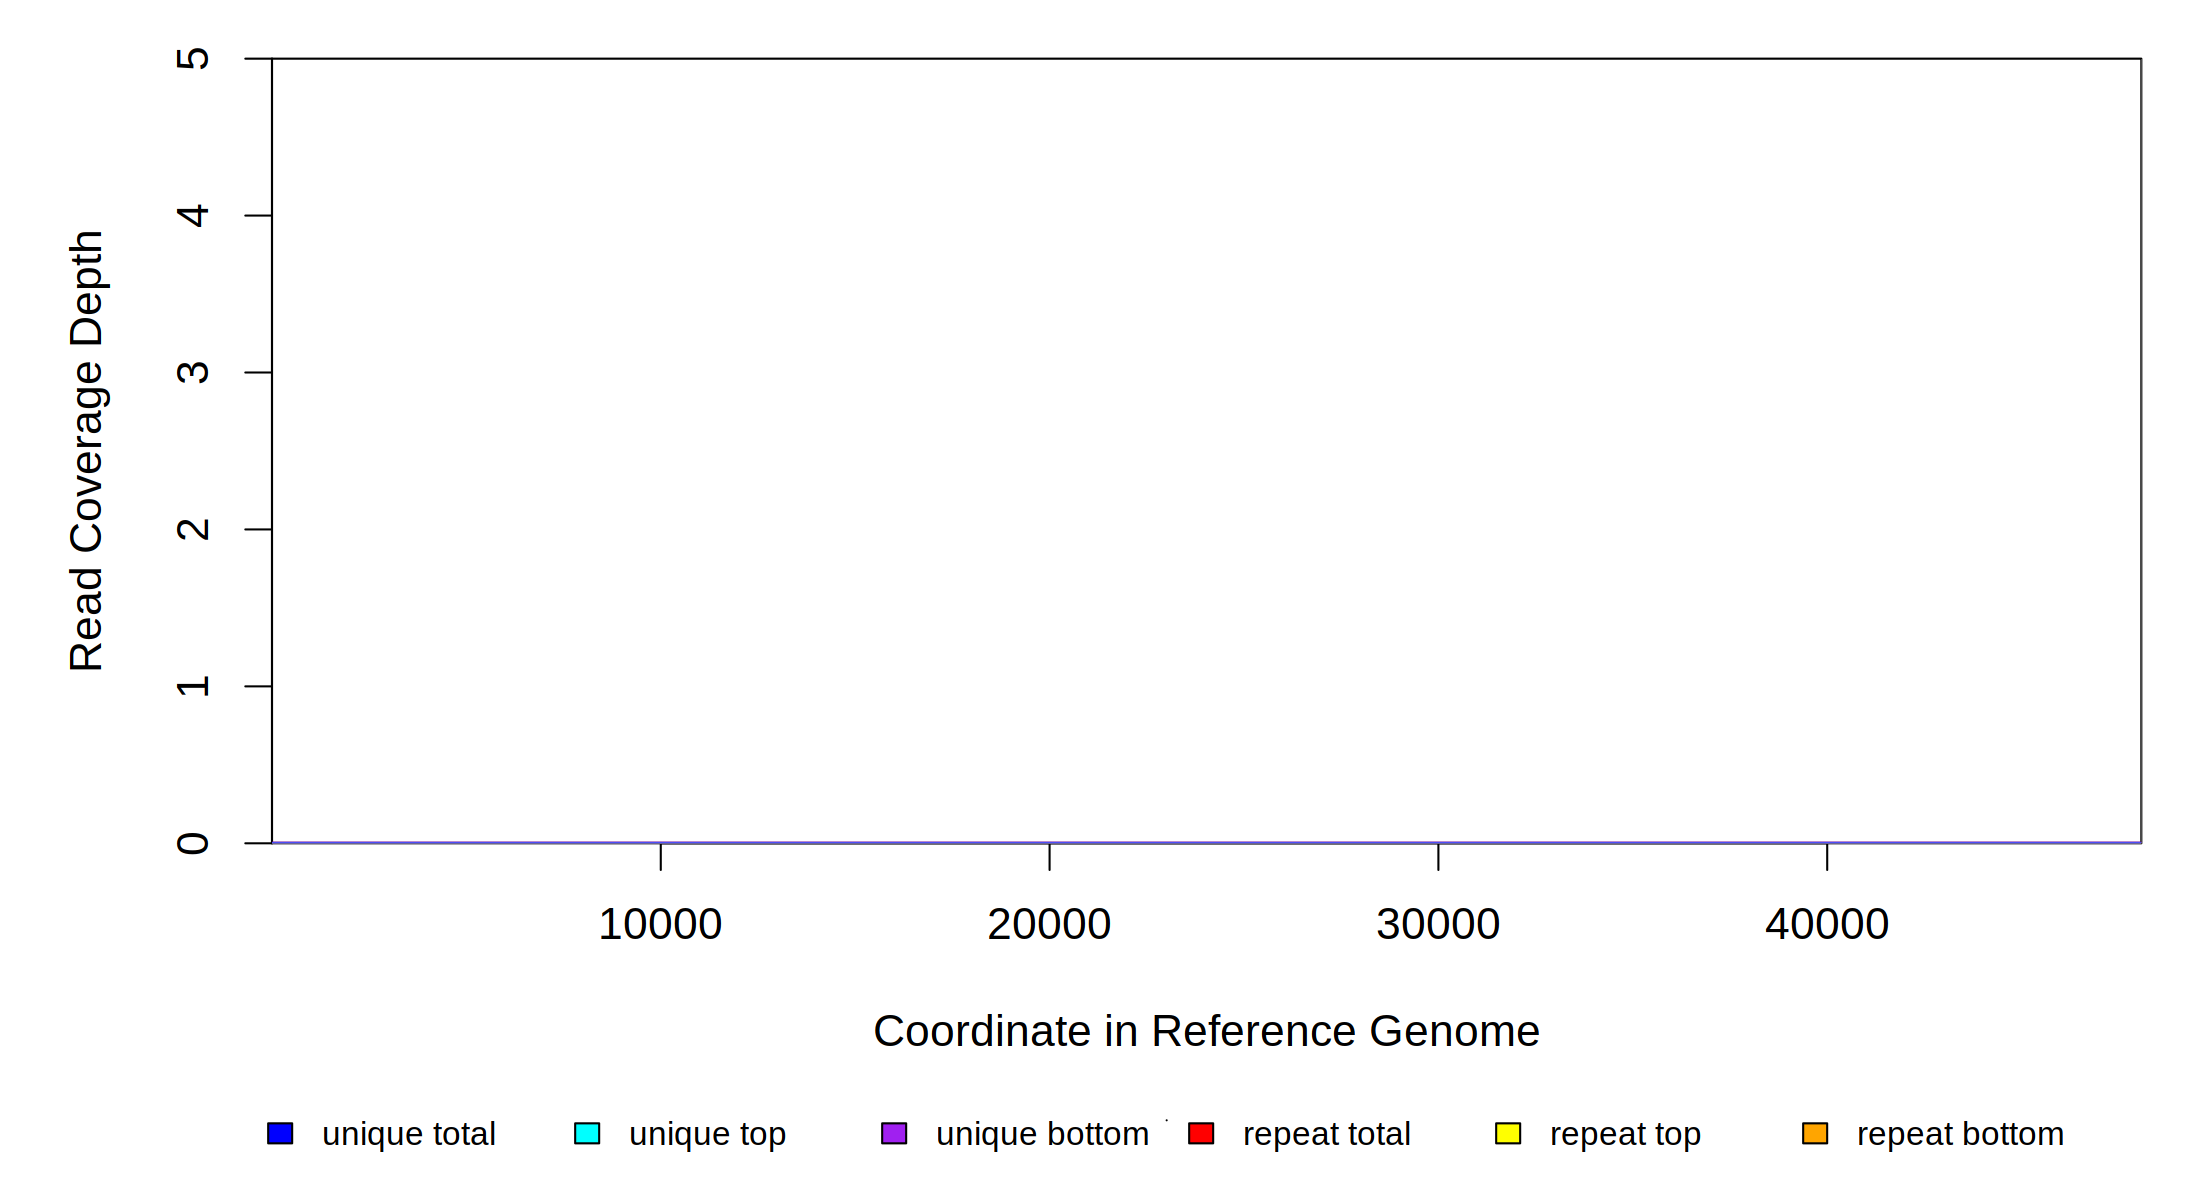 5
4
3
2
1
0
Read Coverage Depth
10000 20000 30000 40000
Coordinate in Reference Genome
unique total unique top unique bottom repeat total repeat top repeat bottom